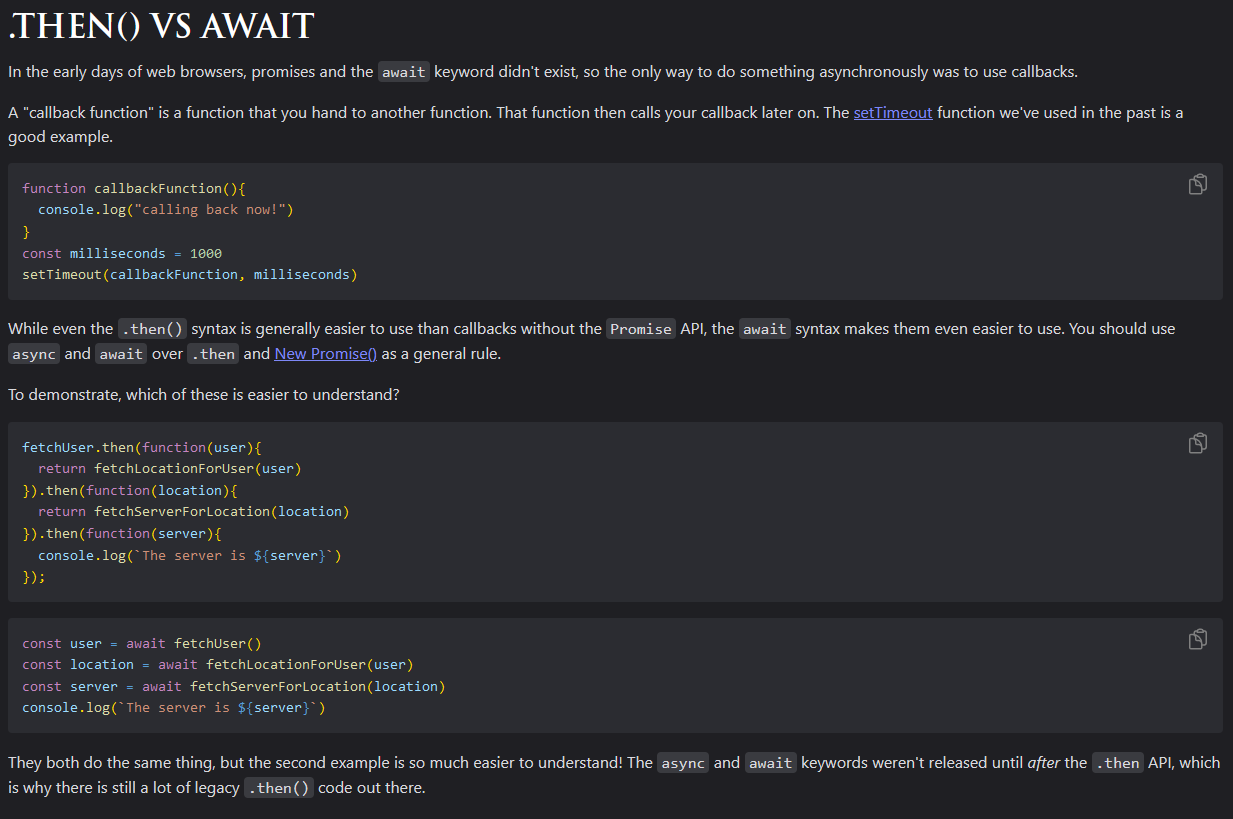 .THEN() VS AWAIT
In the early days of web browsers, promises and the await keyword didn't exist, so the only way to do something asynchronously was to use callbacks.
A "callback function" is a function that you hand to another function. That function then calls your callback later on. The setTimeout function we've used in the past is a
good example.
function callbackFunction(){
  console.log("calling back now!")
}
const milliseconds = 1000
setTimeout(callbackFunction, milliseconds)
While even the .then() syntax is generally easier to use than callbacks without the Promise API, the await syntax makes them even easier to use. You should use
async and await over .then and New Promise() as a general rule.
To demonstrate, which of these is easier to understand?
fetchUser.then(function(user){
  return fetchLocationForUser(user)
}).then(function(location){
  return fetchServerForLocation(location)
}).then(function(server){
  console.log(`The server is ${server}`)
});
const user = await fetchUser()
const location = await fetchLocationForUser(user)
const server = await fetchServerForLocation(location)
console.log(`The server is ${server}`)
They both do the same thing, but the second example is so much easier to understand! The async and await keywords weren't released until after the .then API, which
is why there is still a lot of legacy .then() code out there.